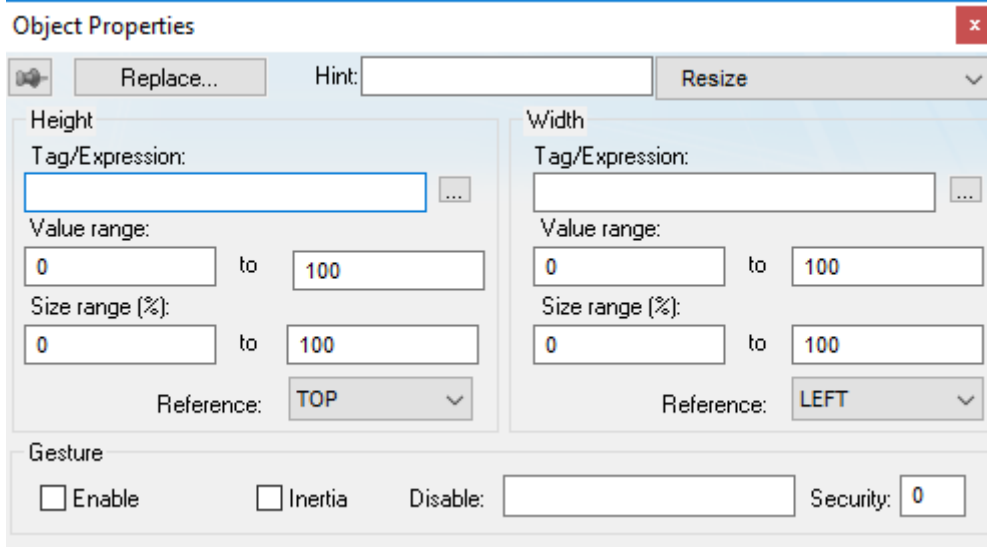 Object Properties
x
Replace... Hint: Resize
Height Width
Tag/Expression: Tag/Expression:
... ...
Value range: Value range:
0 to 100 0 to 100
Size range (%): Size range (%):
0 to 100 0 to 100
Reference: TOP Reference: LEFT
Gesture
Enable Inertia Disable: Security: 0